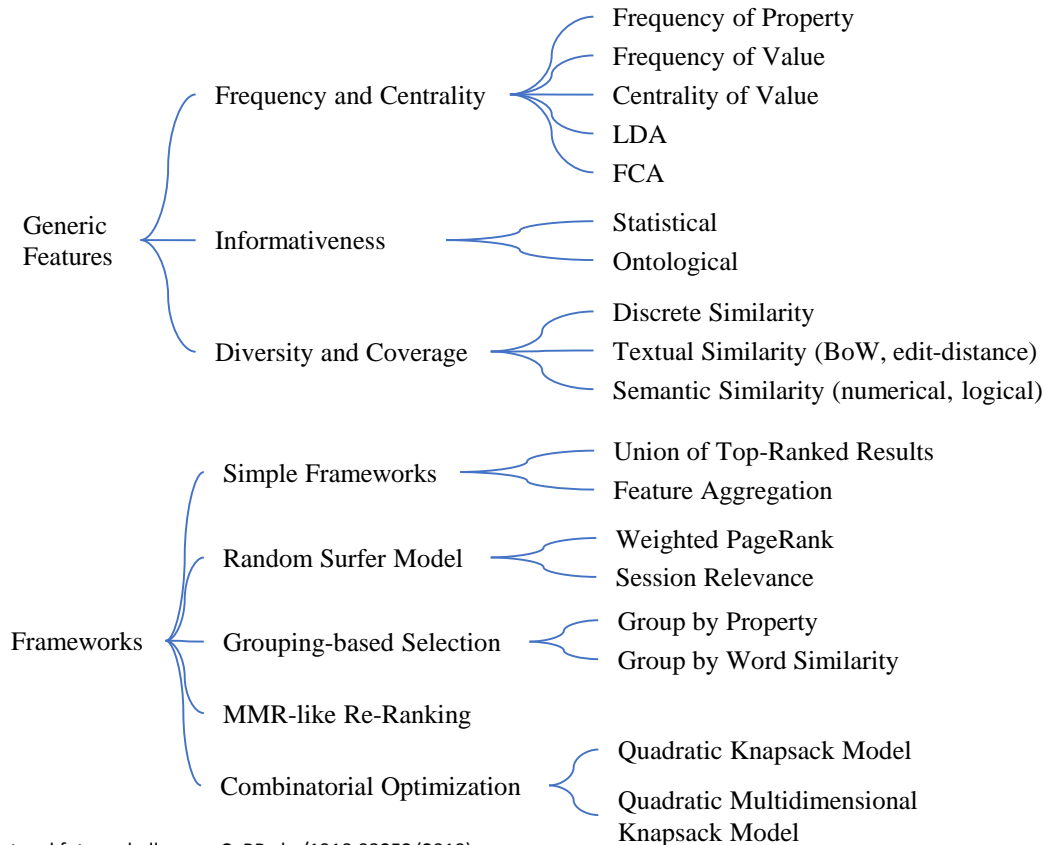 Frequency of Property
Frequency of Value
Frequency and Centrality
Centrality of Value
LDA
FCA
Generic
Features
Informativeness
Statistical
Ontological
Diversity and Coverage
Discrete Similarity
Textual Similarity (BoW, edit-distance)
Semantic Similarity (numerical, logical)
Simple Frameworks
Union of Top-Ranked Results
Feature Aggregation
Random Surfer Model
Weighted PageRank
Session Relevance
Frameworks
Grouping-based Selection
Group by Property
Group by Word Similarity
MMR-like Re-Ranking
Combinatorial Optimization
Quadratic Knapsack Model
Quadratic Multidimensional
Knapsack Model